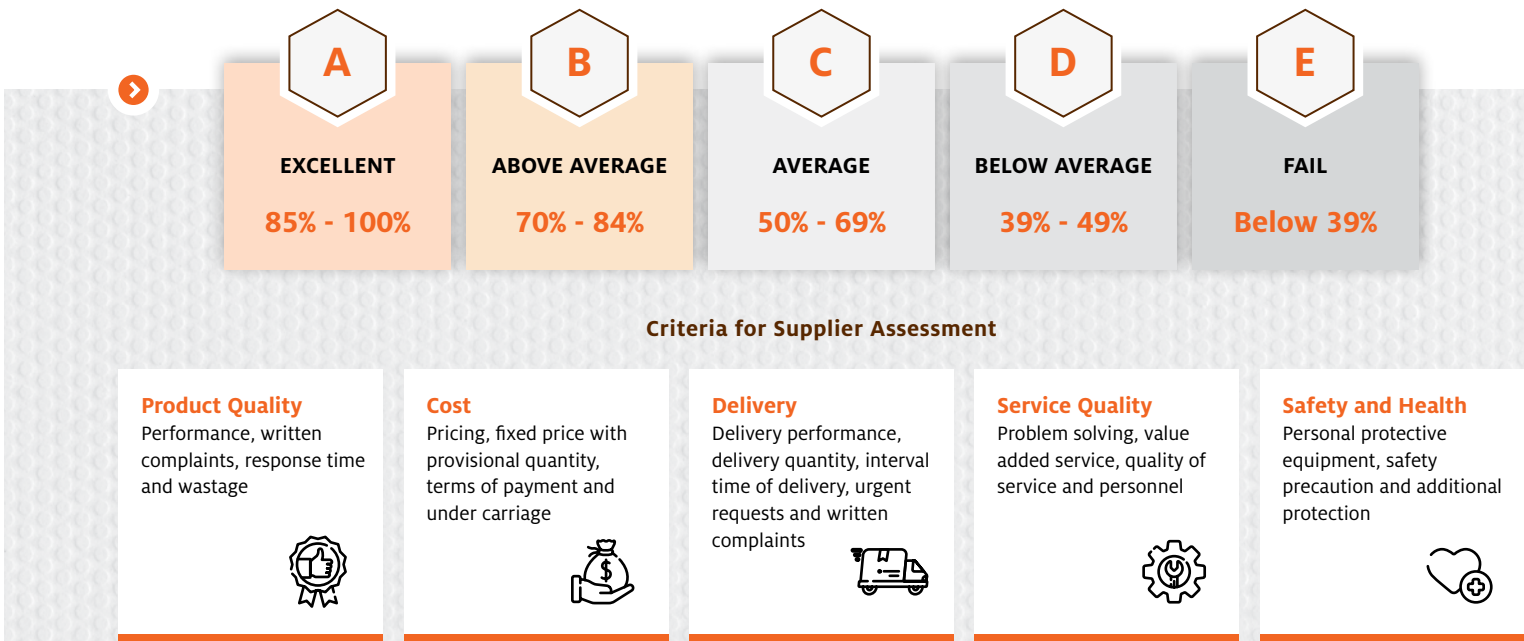 A
B
C
D
E
EXCELLENT
ABOVE AVERAGE
AVERAGE
BELOW AVERAGE
FAIL
85% - 100%
70% - 84%
50% - 69%
39% - 49%
Below 39%
Criteria for Supplier Assessment
Product Quality
Performance, written
complaints, response time
and wastage
Cost
Pricing, fixed price with
provisional quantity,
terms of payment and
under carriage
$
Delivery
Delivery performance,
delivery quantity, interval
time of delivery, urgent
requests and written
complaints
Service Quality
Problem solving, value
added service, quality of
service and personnel
Safety and Health
Personal protective
equipment, safety
precaution and additional
protection